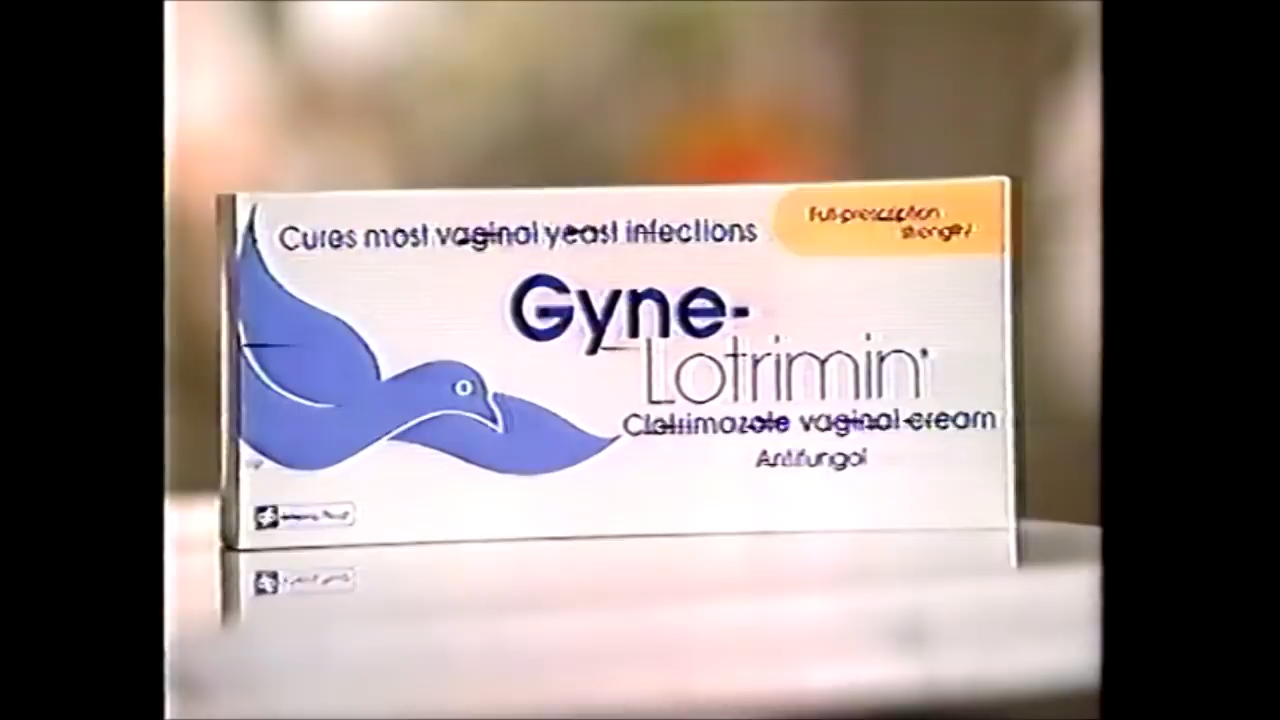 Cures most vaginal yeast infections
Full-prescription
strength!
Gyne-
Lotrimin®
Clotrimazole vaginal cream
Antifungal